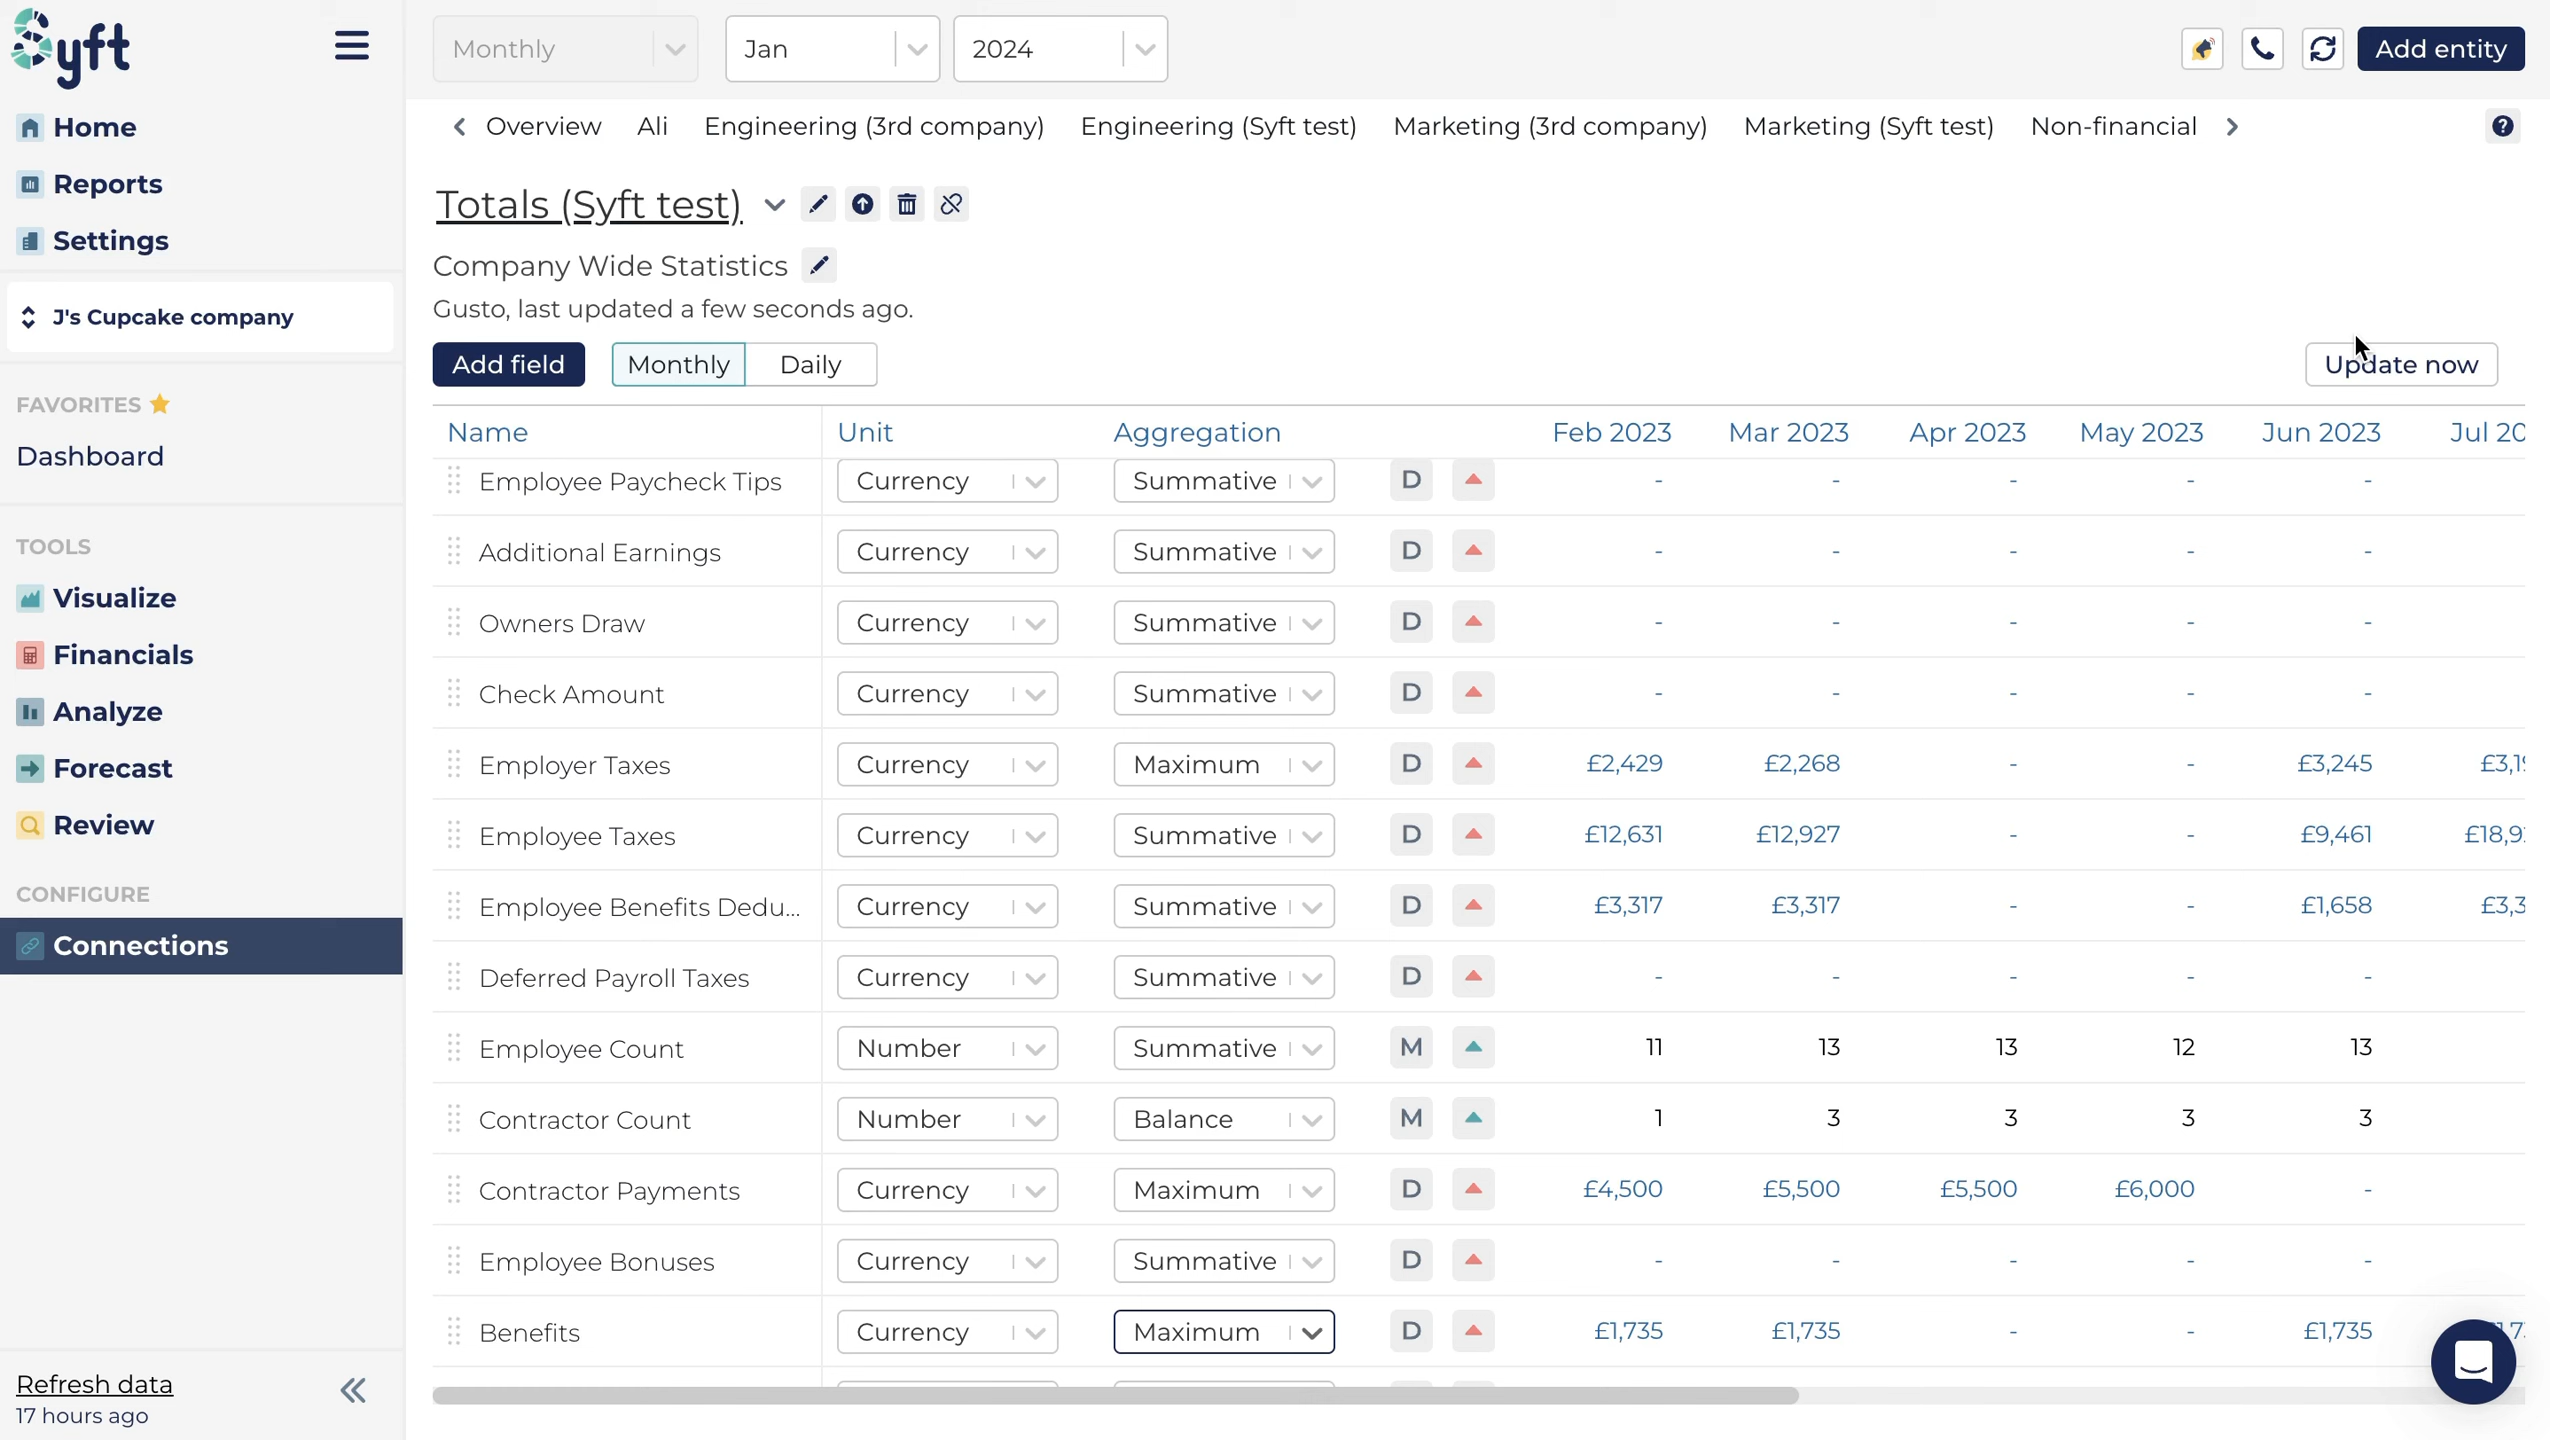 Syft
Monthly
Jan
2024
Add entity
Home
Reports
Settings
J's Cupcake company
FAVORITES
Dashboard
TOOLS
Visualize
Financials
Analyze
Forecast
Review
CONFIGURE
Connections
Refresh data
17 hours ago
Overview Ali Engineering (3rd company) Engineering (Syft test) Marketing (3rd company) Marketing (Syft test) Non-financial
?
Totals (Syft test)
Company Wide Statistics
Gusto, last updated a few seconds ago.
Add field Monthly Daily Update now
Name Unit Aggregation Feb 2023 Mar 2023 Apr 2023 May 2023 Jun 2023 Jul 20
Employee Paycheck Tips Currency Summative D - - - - -
Additional Earnings Currency Summative D - - - - -
Owners Draw Currency Summative D - - - - -
Check Amount Currency Summative D - - - - -
Employer Taxes Currency Maximum D £2,429 £2,268 - - £3,245
Employee Taxes Currency Summative D £12,631 £12,927 - - £9,461
Employee Benefits Dedu... Currency Summative D £3,317 £3,317 - - £1,658 £3,3
Deferred Payroll Taxes Currency Summative D - - - - -
Employee Count Number Summative M 11 13 13 12 13
Contractor Count Number Balance M 1 3 3 3 3
Contractor Payments Currency Maximum D £4,500 £5,500 £5,500 £6,000 -
Employee Bonuses Currency Summative D - - - - -
Benefits Currency Maximum D £1,735 £1,735 - - £1,735